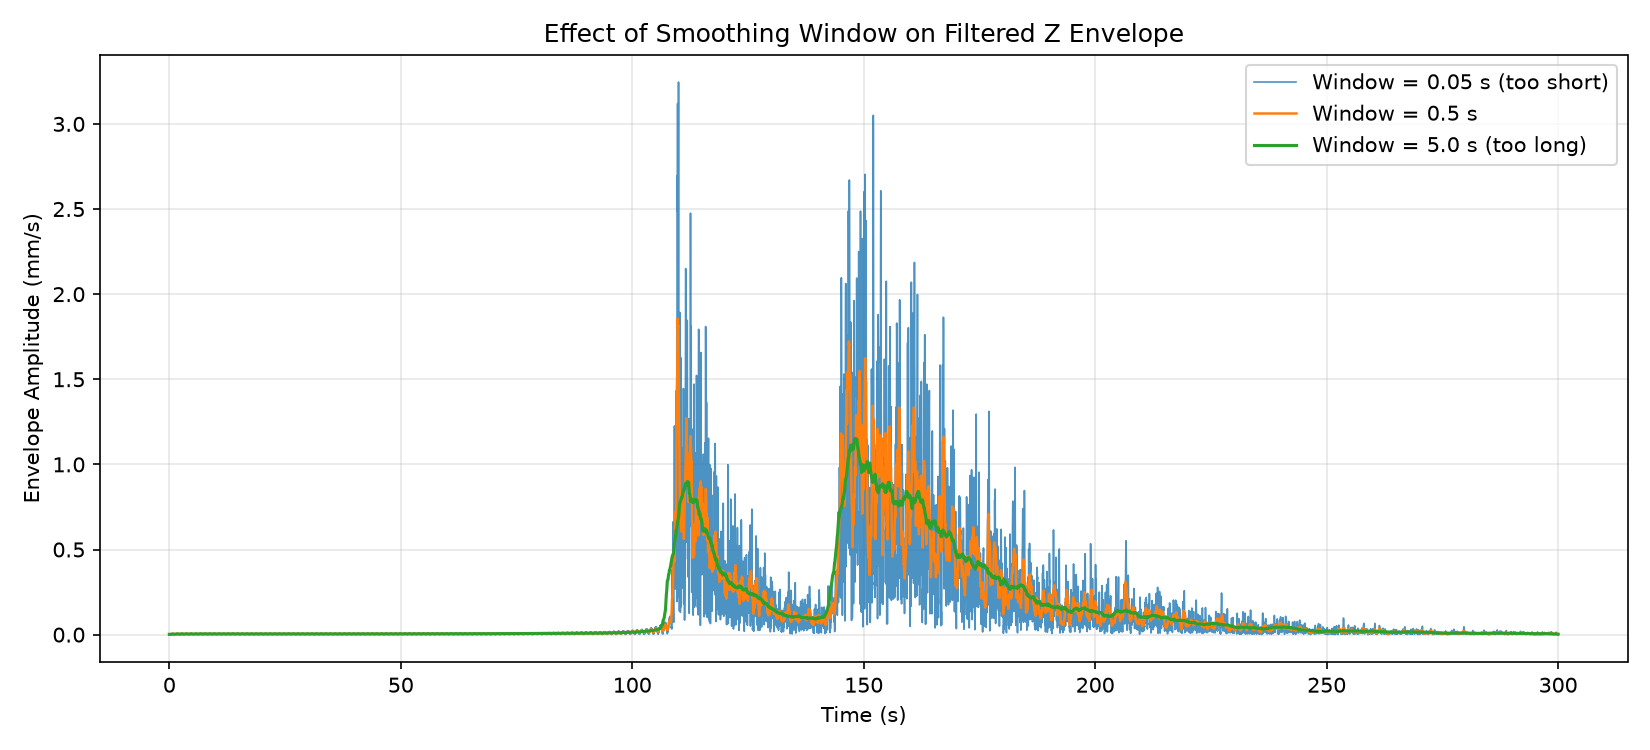 Effect of Smoothing Window on Filtered Z Envelope
Window = 0.05 s (too short)
Window = 0.5 s
Window = 5.0 s (too long)
Envelope Amplitude (mm/s)
3.0
2.5
2.0
1.5
1.0
0.5
0.0
0 50 100 150 200 250 300
Time (s)